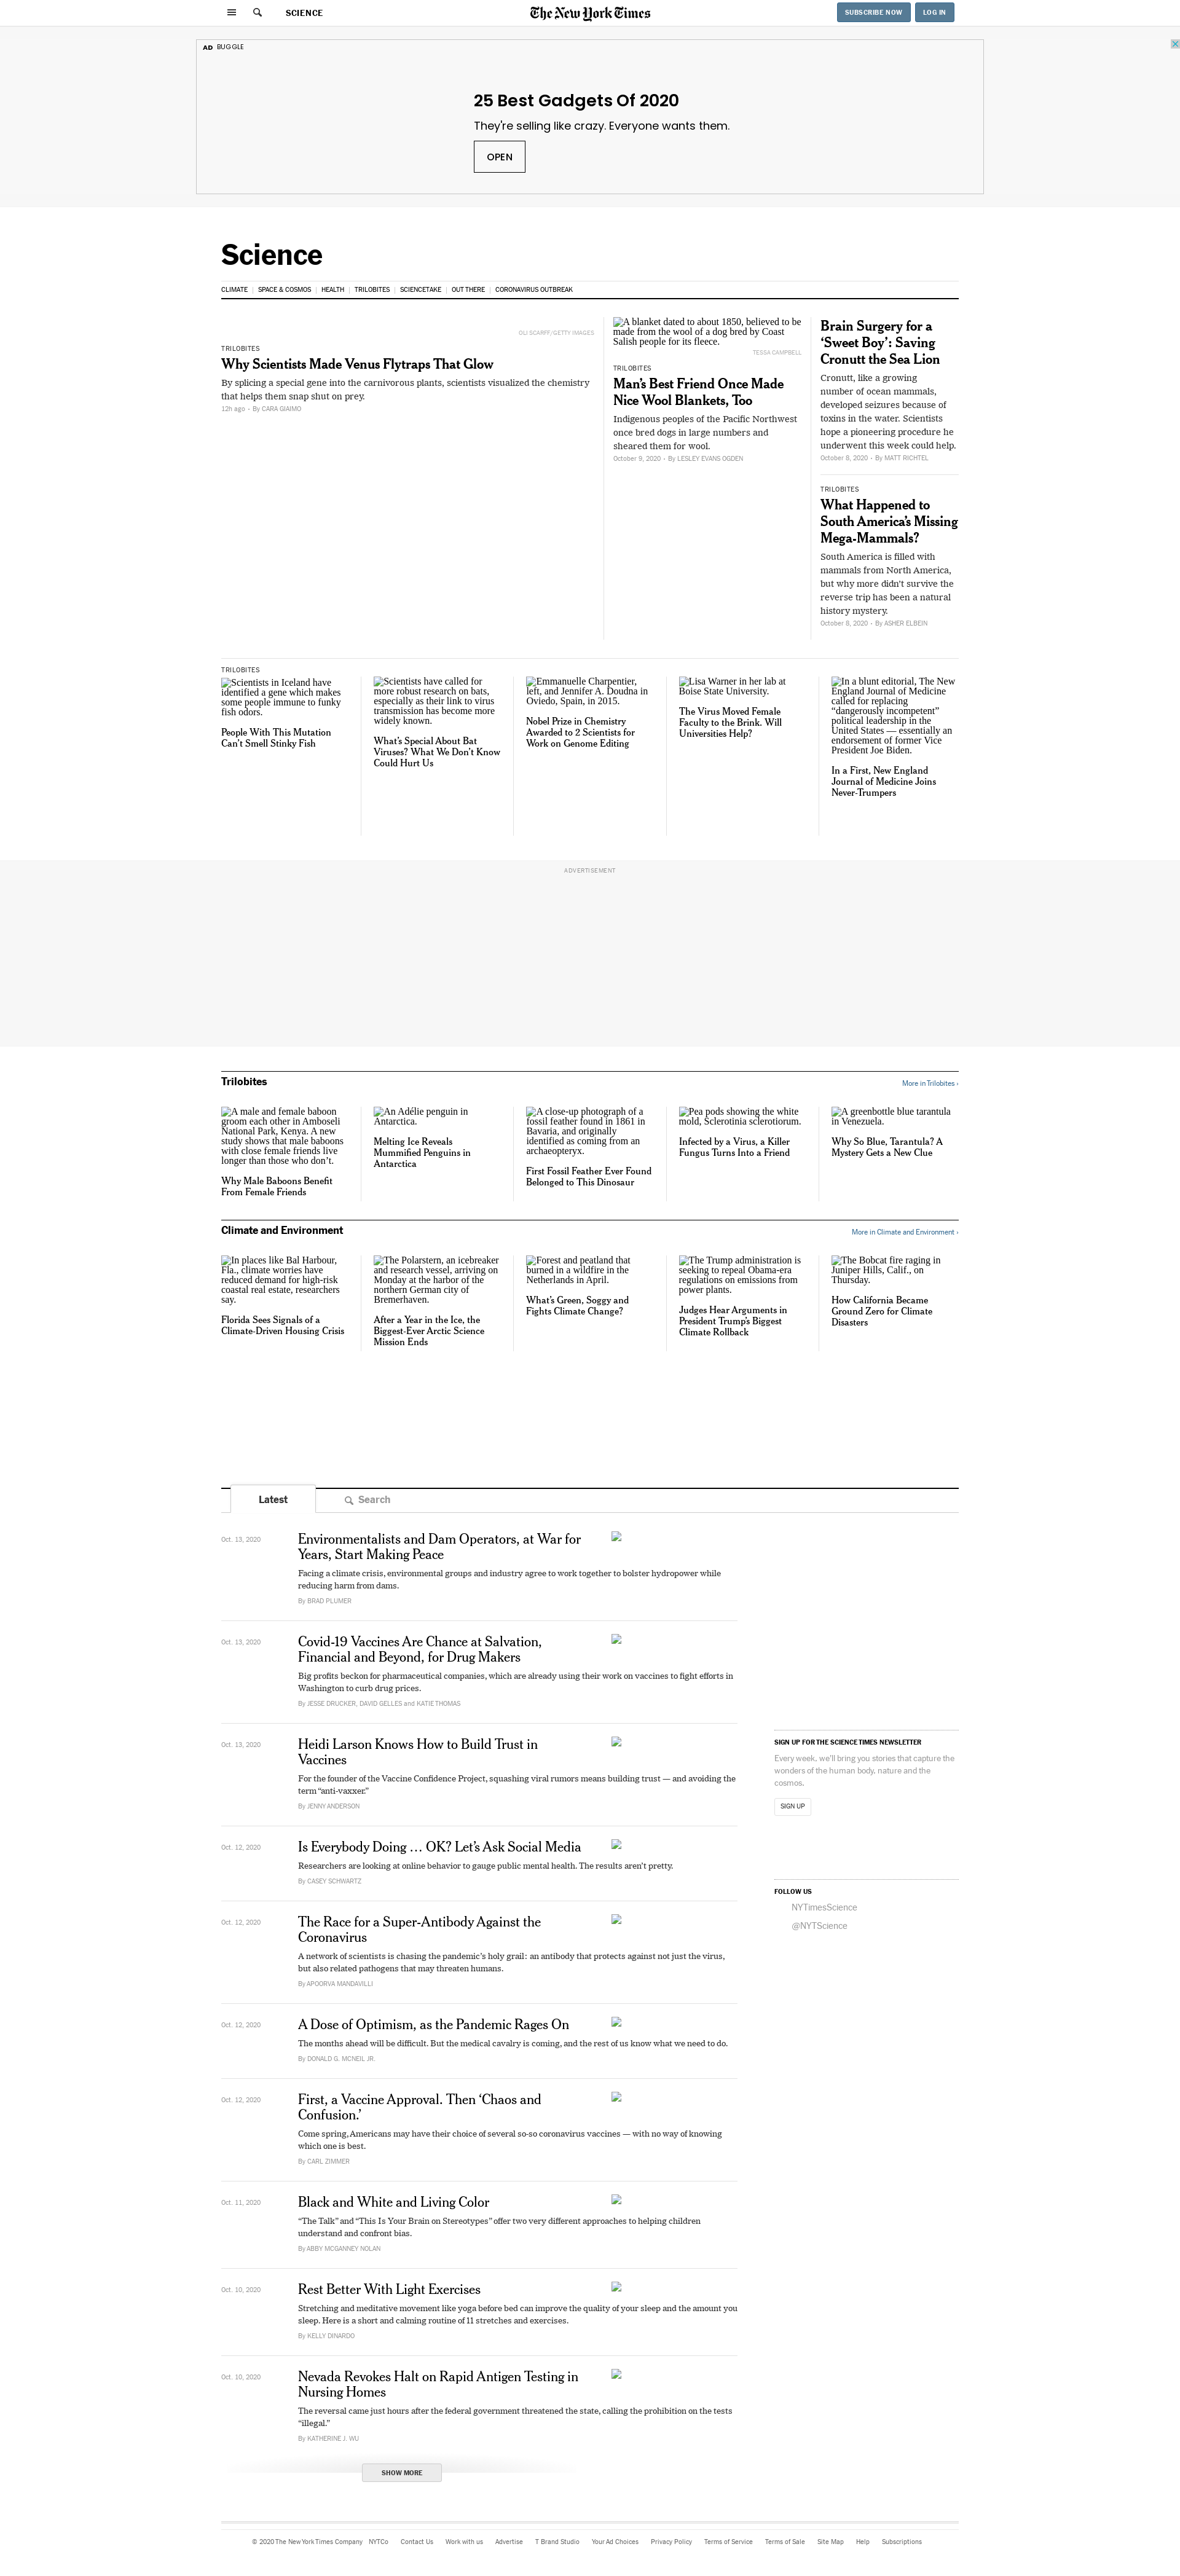 SCIENCE
The New York Times
SUBSCRIBE NOW
LOG IN
AD BUGGLE
25 Best Gadgets Of 2020
They're selling like crazy. Everyone wants them.
OPEN
Science
CLIMATE
SPACE & COSMOS
HEALTH
TRILOBITES
SCIENCETAKE
OUT THERE
CORONAVIRUS OUTBREAK
OLI SCARFF/GETTY IMAGES
TRILOBITES
Why Scientists Made Venus Flytraps That Glow
By splicing a special gene into the carnivorous plants, scientists visualized the chemistry
that helps them snap shut on prey.
12h ago · By CARA GIAIMO
A blanket dated to about 1850, believed to be
made from the wool of a dog bred by Coast
Salish people for its fleece.
TESSA CAMPBELL
TRILOBITES
Man's Best Friend Once Made
Nice Wool Blankets, Too
Indigenous peoples of the Pacific Northwest
once bred dogs in large numbers and
sheared them for wool.
October 9, 2020 · By LESLEY EVANS OGDEN
Brain Surgery for a
‘Sweet Boy’: Saving
Cronutt the Sea Lion
Cronutt, like a growing
number of ocean mammals,
developed seizures because of
toxins in the water. Scientists
hope a pioneering procedure he
underwent this week could help.
October 8, 2020 · By MATT RICHTEL
TRILOBITES
What Happened to
South America’s Missing
Mega-Mammals?
South America is filled with
mammals from North America,
but why more didn't survive the
reverse trip has been a natural
history mystery.
October 8, 2020 · By ASHER ELBEIN
TRILOBITES
Scientists in Iceland have
identified a gene which makes
some people immune to funky
fish odors.
People With This Mutation
Can’t Smell Stinky Fish
Scientists have called for
more robust research on bats,
especially as their link to virus
transmission has become more
widely known.
What’s Special About Bat
Viruses? What We Don’t Know
Could Hurt Us
Emmanuelle Charpentier,
left, and Jennifer A. Doudna in
Oviedo, Spain, in 2015.
Nobel Prize in Chemistry
Awarded to 2 Scientists for
Work on Genome Editing
Lisa Warner in her lab at
Boise State University.
The Virus Moved Female
Faculty to the Brink. Will
Universities Help?
In a blunt editorial, The New
England Journal of Medicine
called for replacing
“dangerously incompetent”
political leadership in the
United States — essentially an
endorsement of former Vice
President Joe Biden.
In a First, New England
Journal of Medicine Joins
Never-Trumpers
ADVERTISEMENT
Trilobites
More in Trilobites ›
A male and female baboon
groom each other in Amboseli
National Park, Kenya. A new
study shows that male baboons
with close female friends live
longer than those who don’t.
Why Male Baboons Benefit
From Female Friends
An Adélie penguin in
Antarctica.
Melting Ice Reveals
Mummified Penguins in
Antarctica
A close-up photograph of a
fossil feather found in 1861 in
Bavaria, and originally
identified as coming from an
archaeopteryx.
First Fossil Feather Ever Found
Belonged to This Dinosaur
Pea pods showing the white
mold, Sclerotinia sclerotiorum.
Infected by a Virus, a Killer
Fungus Turns Into a Friend
A greenbottle blue tarantula
in Venezuela.
Why So Blue, Tarantula? A
Mystery Gets a New Clue
Climate and Environment
More in Climate and Environment ›
In places like Bal Harbour,
Fla., climate worries have
reduced demand for high-risk
coastal real estate, researchers
say.
Florida Sees Signals of a
Climate-Driven Housing Crisis
The Polarstern, an icebreaker
and research vessel, arriving on
Monday at the harbor of the
northern German city of
Bremerhaven.
After a Year in the Ice, the
Biggest-Ever Arctic Science
Mission Ends
Forest and peatland that
burned in a wildfire in the
Netherlands in April.
What’s Green, Soggy and
Fights Climate Change?
The Trump administration is
seeking to repeal Obama-era
regulations on emissions from
power plants.
Judges Hear Arguments in
President Trump’s Biggest
Climate Rollback
The Bobcat fire raging in
Juniper Hills, Calif., on
Thursday.
How California Became
Ground Zero for Climate
Disasters
Latest
Search
Oct. 13, 2020
Environmentalists and Dam Operators, at War for
Years, Start Making Peace
Facing a climate crisis, environmental groups and industry agree to work together to bolster hydropower while
reducing harm from dams.
By BRAD PLUMER
Oct. 13, 2020
Covid-19 Vaccines Are Chance at Salvation,
Financial and Beyond, for Drug Makers
Big profits beckon for pharmaceutical companies, which are already using their work on vaccines to fight efforts in
Washington to curb drug prices.
By JESSE DRUCKER, DAVID GELLES and KATIE THOMAS
Oct. 13, 2020
Heidi Larson Knows How to Build Trust in
Vaccines
For the founder of the Vaccine Confidence Project, squashing viral rumors means building trust — and avoiding the
term “anti-vaxxer.”
By JENNY ANDERSON
Oct. 12, 2020
Is Everybody Doing … OK? Let’s Ask Social Media
Researchers are looking at online behavior to gauge public mental health. The results aren’t pretty.
By CASEY SCHWARTZ
Oct. 12, 2020
The Race for a Super-Antibody Against the
Coronavirus
A network of scientists is chasing the pandemic’s holy grail: an antibody that protects against not just the virus,
but also related pathogens that may threaten humans.
By APOORVA MANDAVILLI
Oct. 12, 2020
A Dose of Optimism, as the Pandemic Rages On
The months ahead will be difficult. But the medical cavalry is coming, and the rest of us know what we need to do.
By DONALD G. MCNEIL JR.
Oct. 12, 2020
First, a Vaccine Approval. Then ‘Chaos and
Confusion.’
Come spring, Americans may have their choice of several so-so coronavirus vaccines — with no way of knowing
which one is best.
By CARL ZIMMER
Oct. 11, 2020
Black and White and Living Color
“The Talk” and “This Is Your Brain on Stereotypes” offer two very different approaches to helping children
understand and confront bias.
By ABBY MCGANNEY NOLAN
Oct. 10, 2020
Rest Better With Light Exercises
Stretching and meditative movement like yoga before bed can improve the quality of your sleep and the amount you
sleep. Here is a short and calming routine of 11 stretches and exercises.
By KELLY DINARDO
Oct. 10, 2020
Nevada Revokes Halt on Rapid Antigen Testing in
Nursing Homes
The reversal came just hours after the federal government threatened the state, calling the prohibition on the tests
“illegal.”
By KATHERINE J. WU
SHOW MORE
SIGN UP FOR THE SCIENCE TIMES NEWSLETTER
Every week, we'll bring you stories that capture the
wonders of the human body, nature and the
cosmos.
SIGN UP
FOLLOW US
NYTimesScience
@NYTScience
© 2020 The New York Times Company
NYTCo
Contact Us
Work with us
Advertise
T Brand Studio
Your Ad Choices
Privacy Policy
Terms of Service
Terms of Sale
Site Map
Help
Subscriptions